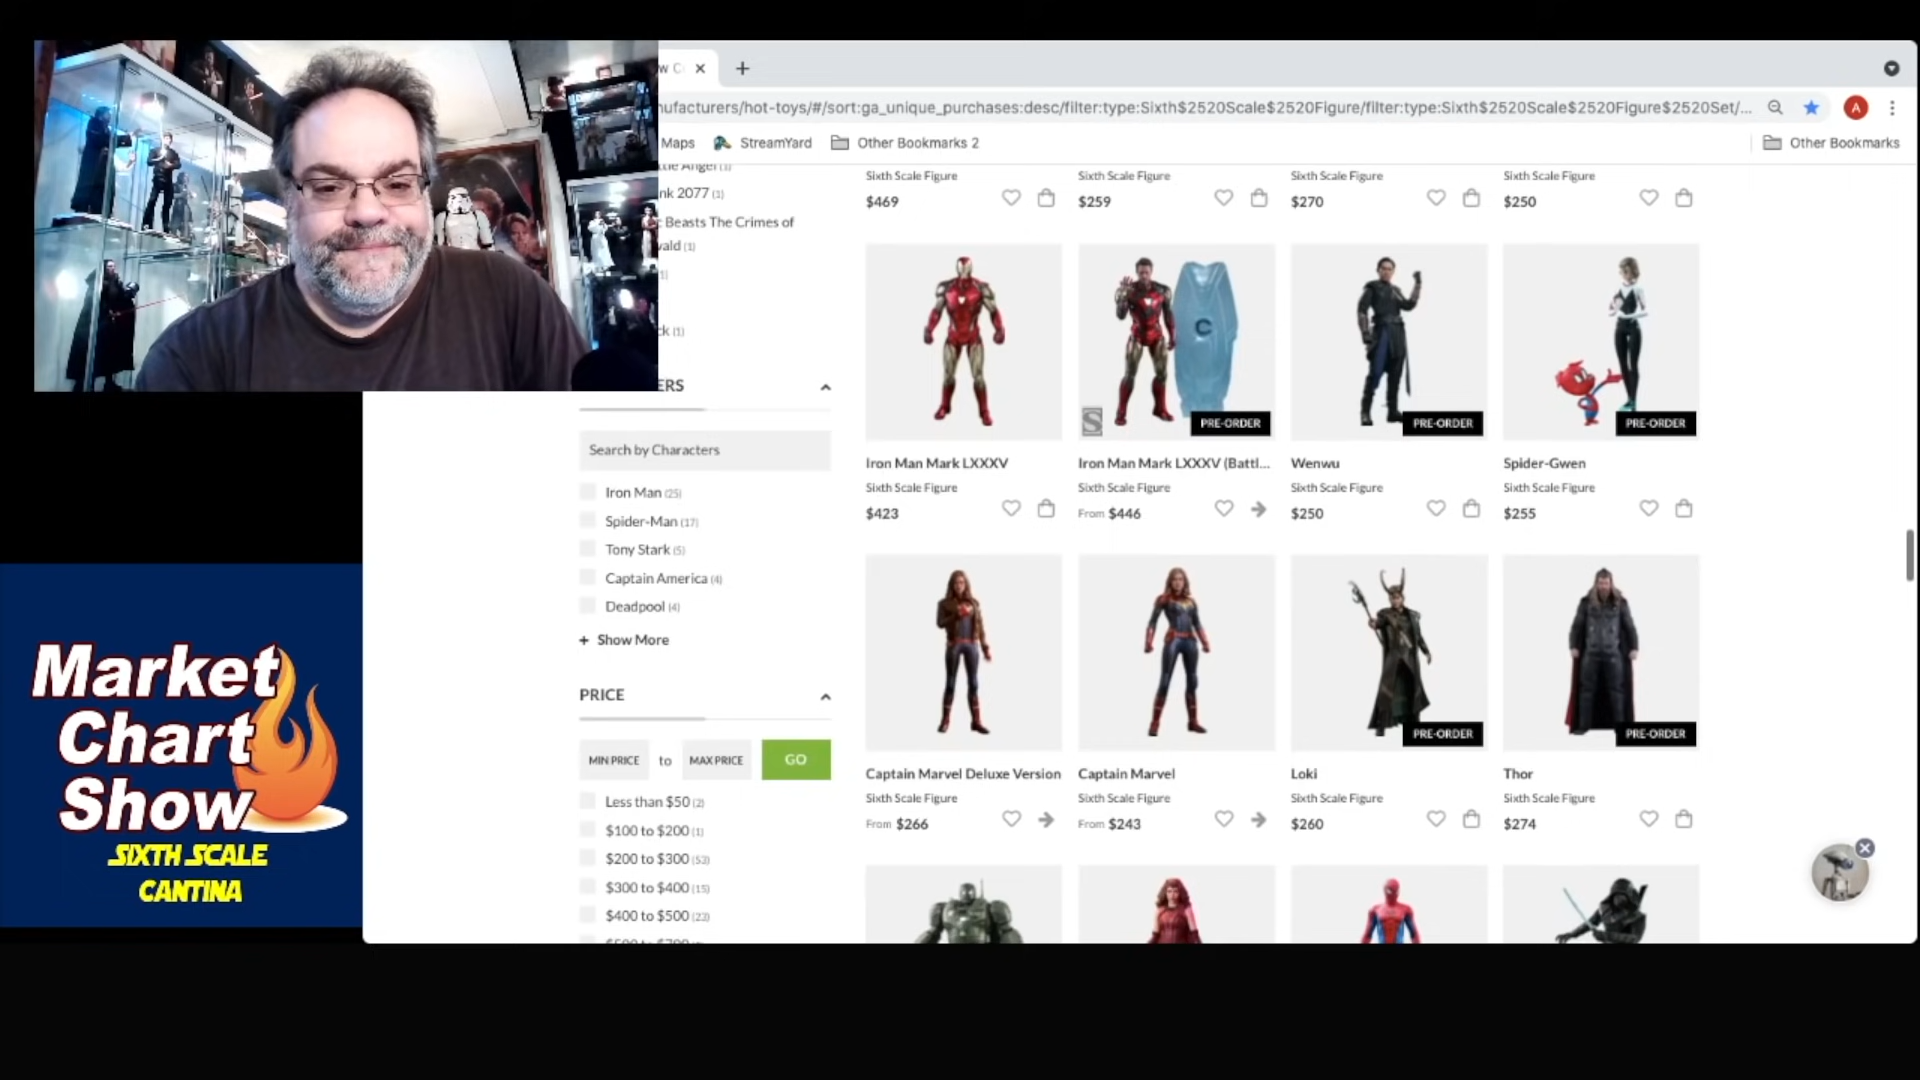 w C
nufacturers/hot-toys/#/sort:ga_unique_purchases:desc/filter:type:Sixth$2520Scale$2520Figure/filter:type:Sixth$2520Scale$2520Figure$2520Set/...
A
Maps
StreamYard
Other Bookmarks 2
Other Bookmarks
ttle Angel (1)
nk 2077 (1)
c Beasts The Crimes of
wald (1)
ck (1)
ERS
Search by Characters
Iron Man (25)
Spider-Man (17)
Tony Stark (5)
Captain America (4)
Deadpool (4)
+ Show More
PRICE
MIN PRICE to MAX PRICE GO
Less than $50 (2)
$100 to $200 (1)
$200 to $300 (53)
$300 to $400 (15)
$400 to $500 (23)
Sixth Scale Figure
$469
Sixth Scale Figure
$259
Sixth Scale Figure
$270
Sixth Scale Figure
$250
Iron Man Mark LXXXV
Sixth Scale Figure
$423
C
S
PRE-ORDER
Iron Man Mark LXXXV (Battl...
Sixth Scale Figure
From $446
PRE-ORDER
Wenwu
Sixth Scale Figure
$250
PRE-ORDER
Spider-Gwen
Sixth Scale Figure
$255
Captain Marvel Deluxe Version
Sixth Scale Figure
From $266
Captain Marvel
Sixth Scale Figure
From $243
PRE-ORDER
Loki
Sixth Scale Figure
$260
PRE-ORDER
Thor
Sixth Scale Figure
$274
Market
Chart
Show
SIXTH SCALE
CANTINA